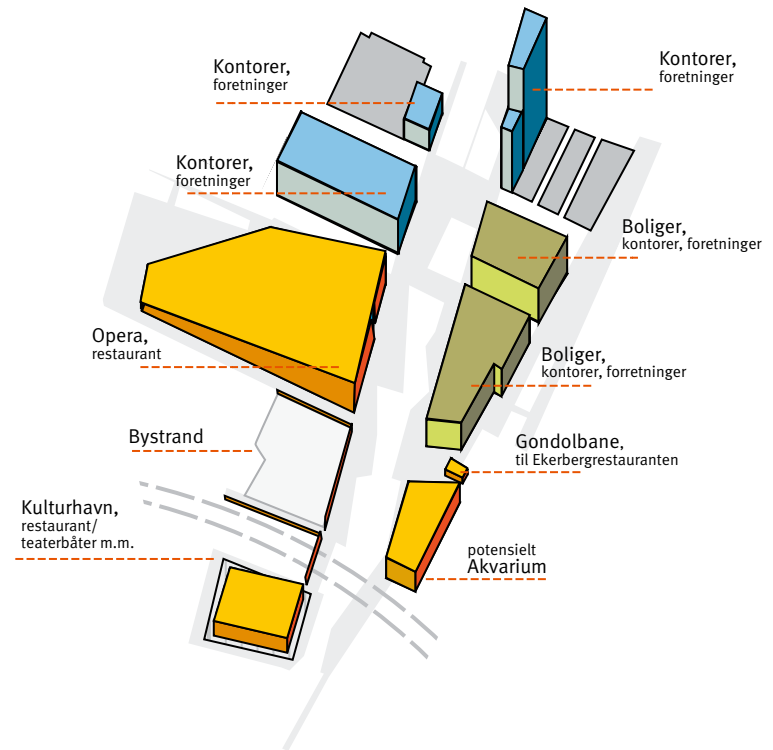 Kontorer,
foretninger
Kontorer,
foretninger
Kontorer,
foretninger
Boliger,
kontorer, foretninger
Opera,
restaurant
Boliger,
kontorer, forretninger
Bystrand
Gondolbane,
til Ekerbergrestauranten
Kulturhavn,
restaurant/
teaterbåter m.m.
potensielt
Akvarium